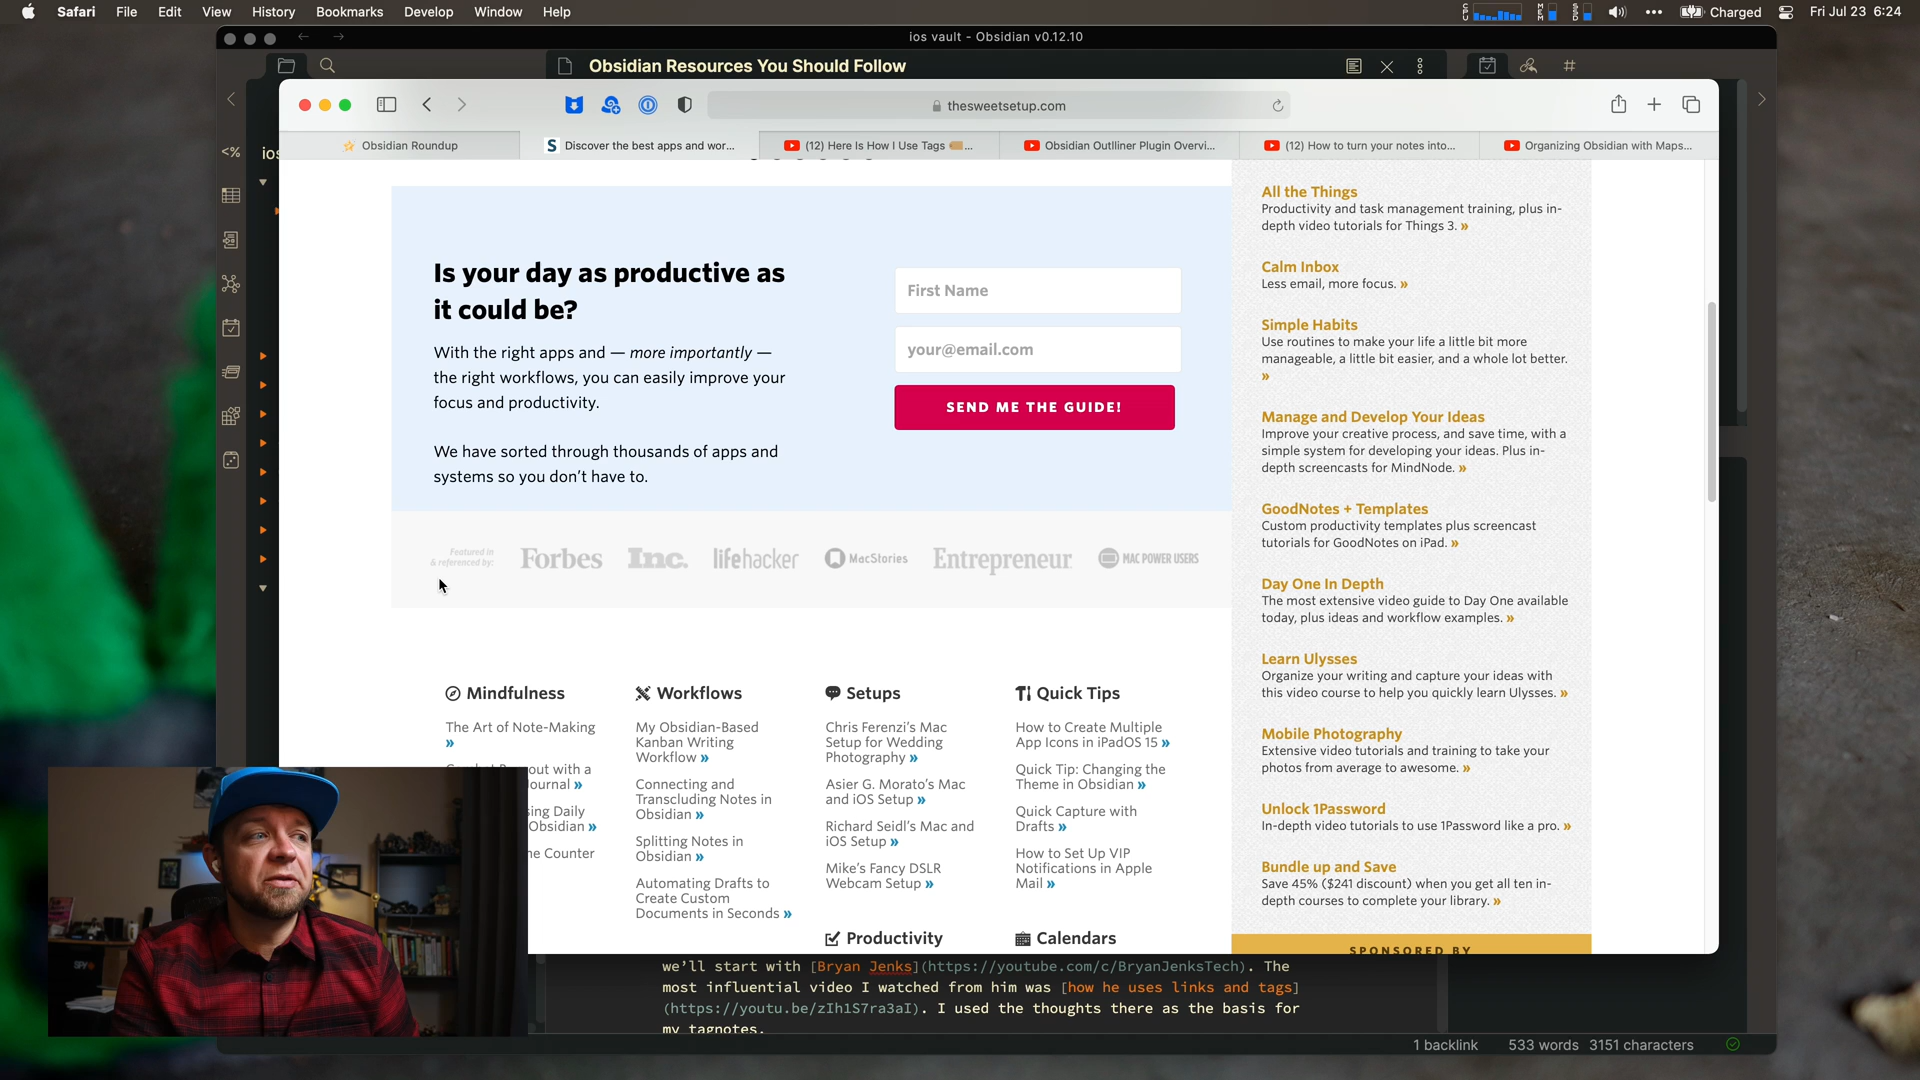 Safari File Edit View History Bookmarks Develop Window Help
CPU MEM SSD Charged Fri Jul 23 6:24
ios vault - Obsidian v0.12.10
Obsidian Resources You Should Follow
thesweetsetup.com
Obsidian Roundup
Discover the best apps and wor...
(12) Here Is How I Use Tags ...
Obsidian Outlliner Plugin Overvi...
(12) How to turn your notes into...
Organizing Obsidian with Maps...
ios
Is your day as productive as
it could be?
With the right apps and — more importantly —
the right workflows, you can easily improve your
focus and productivity.
We have sorted through thousands of apps and
systems so you don't have to.
First Name
your@email.com
SEND ME THE GUIDE!
Featured in
& referenced by:
Forbes Inc. lifehacker MacStories Entrepreneur MAC POWER USERS
Mindfulness
The Art of Note-Making
»
out with a
Journal »
sing Daily
Obsidian »
he Counter
Workflows
My Obsidian-Based
Kanban Writing
Workflow »
Connecting and
Transcluding Notes in
Obsidian »
Splitting Notes in
Obsidian »
Automating Drafts to
Create Custom
Documents in Seconds »
Setups
Chris Ferenzi's Mac
Setup for Wedding
Photography »
Asier G. Morato's Mac
and iOS Setup »
Richard Seidl's Mac and
iOS Setup »
Mike's Fancy DSLR
Webcam Setup »
Productivity
Quick Tips
How to Create Multiple
App Icons in iPadOS 15 »
Quick Tip: Changing the
Theme in Obsidian »
Quick Capture with
Drafts »
How to Set Up VIP
Notifications in Apple
Mail »
Calendars
All the Things
Productivity and task management training, plus in-
depth video tutorials for Things 3. »
Calm Inbox
Less email, more focus. »
Simple Habits
Use routines to make your life a little bit more
manageable, a little bit easier, and a whole lot better.
»
Manage and Develop Your Ideas
Improve your creative process, and save time, with a
simple system for developing your ideas. Plus in-
depth screencasts for MindNode. »
GoodNotes + Templates
Custom productivity templates plus screencast
tutorials for GoodNotes on iPad. »
Day One In Depth
The most extensive video guide to Day One available
today, plus ideas and workflow examples. »
Learn Ulysses
Organize your writing and capture your ideas with
this video course to help you quickly learn Ulysses. »
Mobile Photography
Extensive video tutorials and training to take your
photos from average to awesome. »
Unlock 1Password
In-depth video tutorials to use 1Password like a pro. »
Bundle up and Save
Save 45% ($241 discount) when you get all ten in-
depth courses to complete your library. »
SPONSORED BY
we'll start with [Bryan Jenks](https://youtube.com/c/BryanJenksTech). The
most influential video I watched from him was [how he uses links and tags]
(https://youtu.be/zIh1S7ra3aI). I used the thoughts there as the basis for
my tagnotes.
1 backlink 533 words 3151 characters